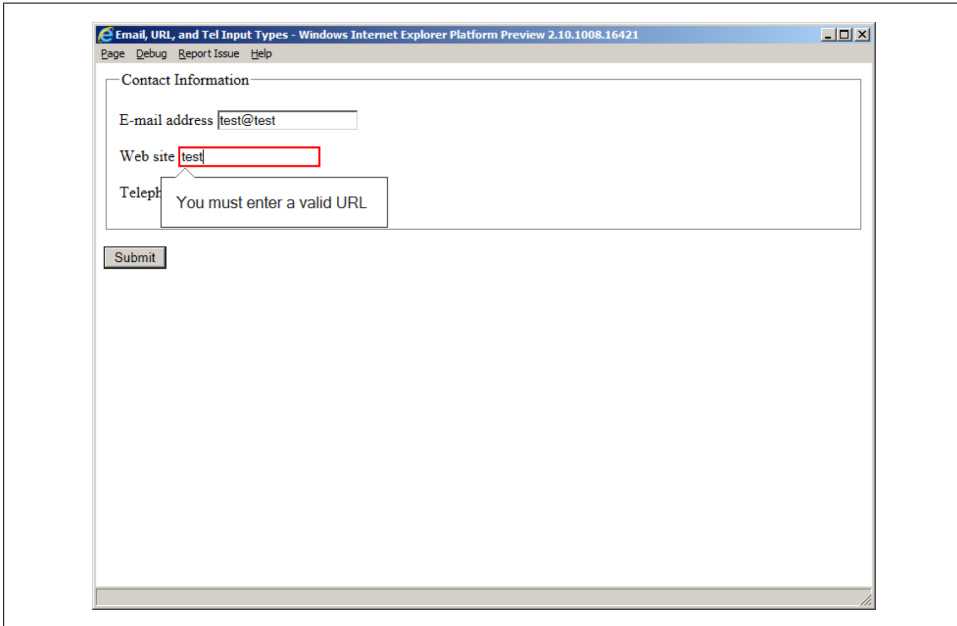 Email, URL, and Tel Input Types - Windows Internet Explorer Platform Preview 2.10.1008.16421
Page Debug Report Issue Help
Contact Information
E-mail address test@test
Web site test
Teleph
You must enter a valid URL
Submit